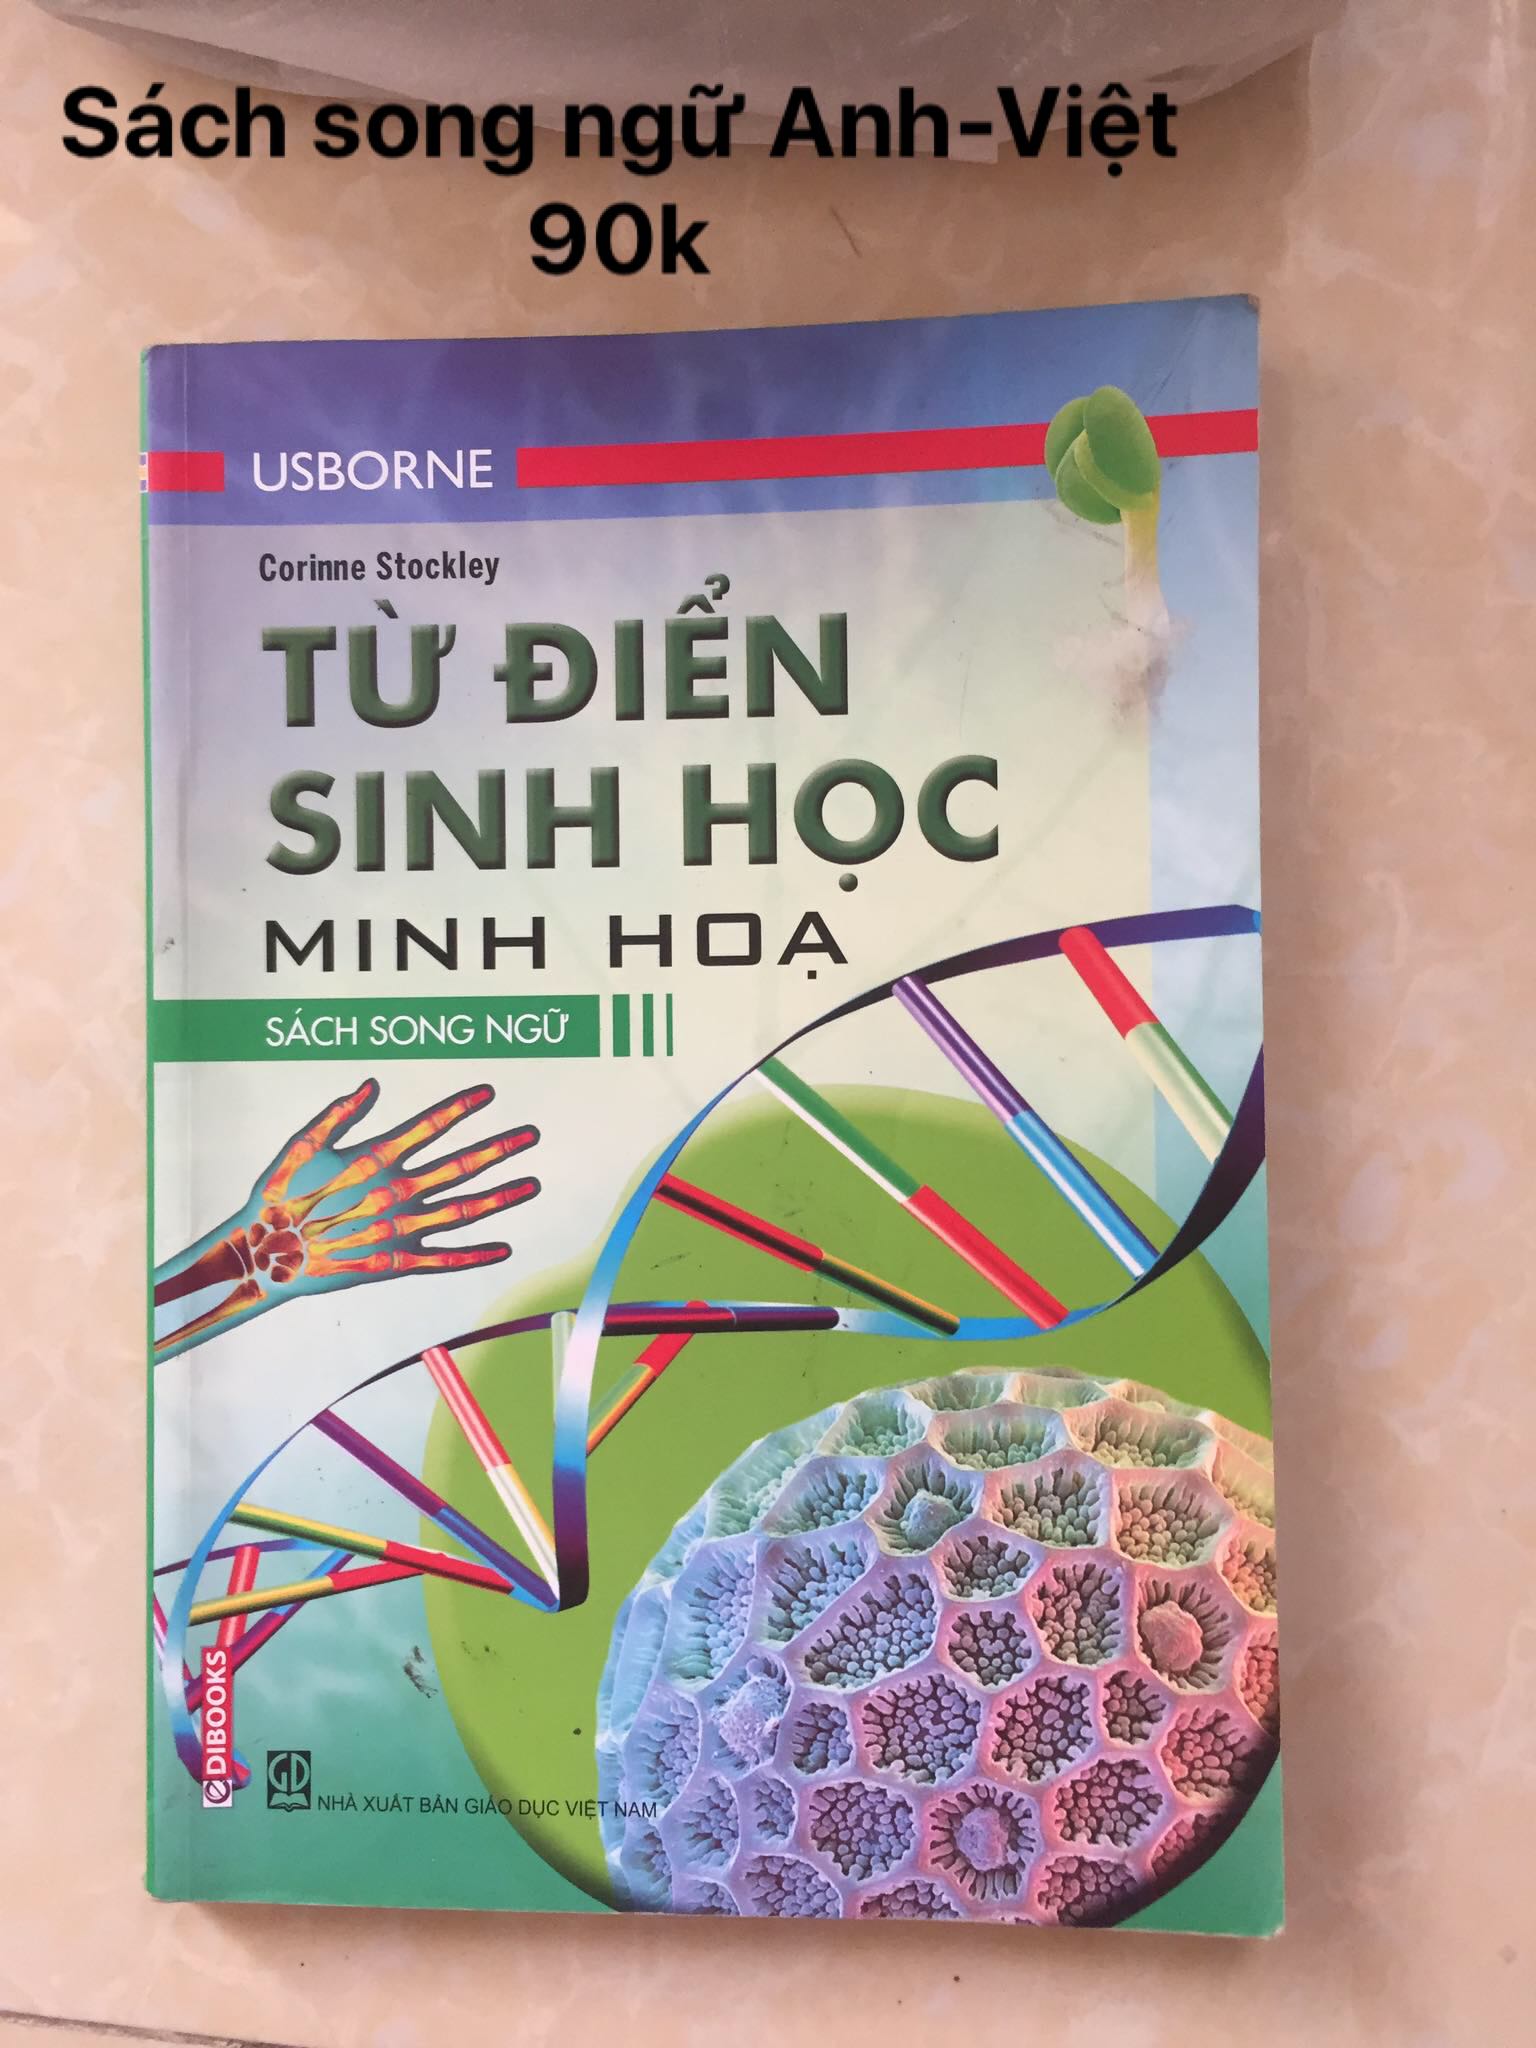 Sách song ngữ Anh-Việt
90k
USBORNE
Corinne Stockley
TỪ ĐIỂN
SINH HỌC
MINH HOẠ
SÁCH SONG NGỮ
eDIBOOKS
GD
NHÀ XUẤT BẢN GIÁO DỤC VIỆT NAM